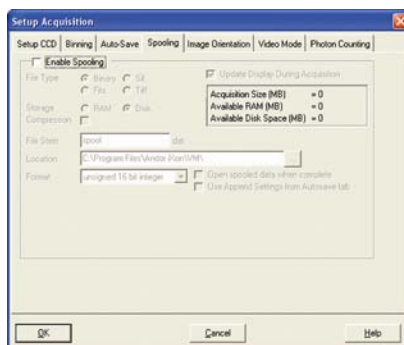 Setup Acquisition
Setup CCD Binning Auto-Save Spooling Image Orientation Video Mode Photon Counting
Enable Spooling
File Type Binary Sif Update Display During Acquisition
Fits Tiff
Acquisition Size (MB) = 0
Storage RAM Disk Available RAM (MB) = 0
Compression Available Disk Space (MB) = 0
File Stem spool .dat
Location C:\Program Files\Andor iXon\VM\ ...
Format unsigned 16 bit integer Open spooled data when complete
Use Append Settings from Autosave tab
OK Cancel Help